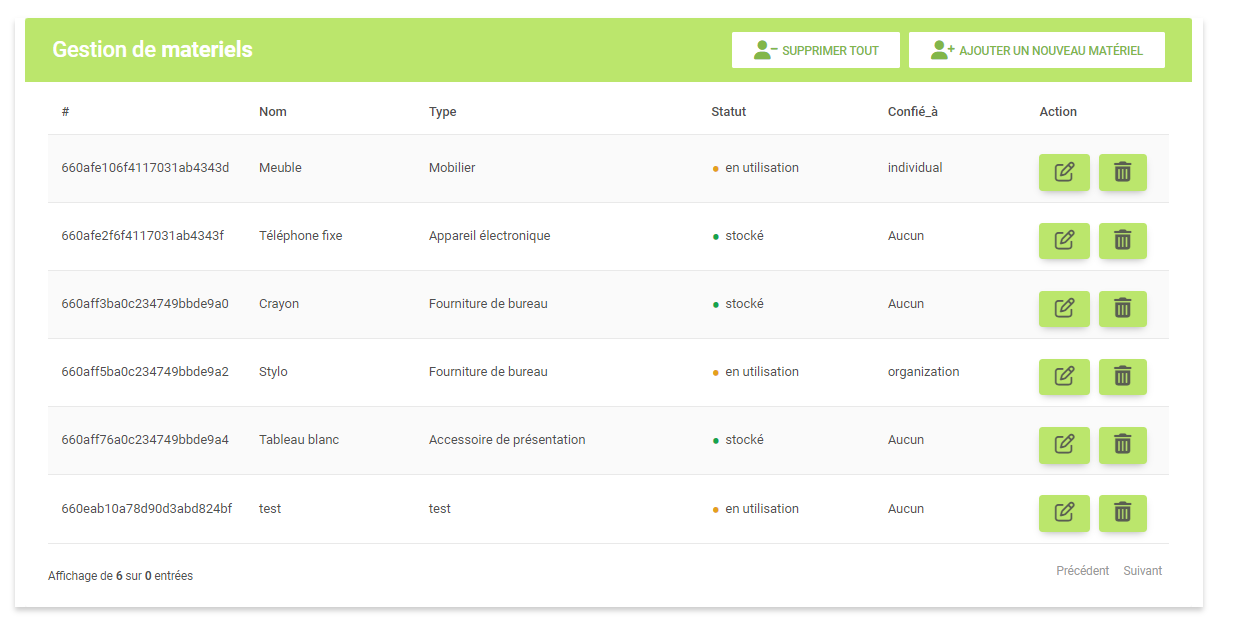 Gestion de materiels
SUPPRIMER TOUT
AJOUTER UN NOUVEAU MATÉRIEL
# Nom Type Statut Confié_à Action
660afe106f4117031ab4343d Meuble Mobilier en utilisation individual
660afe2f6f4117031ab4343f Téléphone fixe Appareil électronique stocké Aucun
660aff3ba0c234749bbde9a0 Crayon Fourniture de bureau stocké Aucun
660aff5ba0c234749bbde9a2 Stylo Fourniture de bureau en utilisation organization
660aff76a0c234749bbde9a4 Tableau blanc Accessoire de présentation stocké Aucun
660eab10a78d90d3abd824bf test test en utilisation Aucun
Affichage de 6 sur 0 entrées
Précédent Suivant